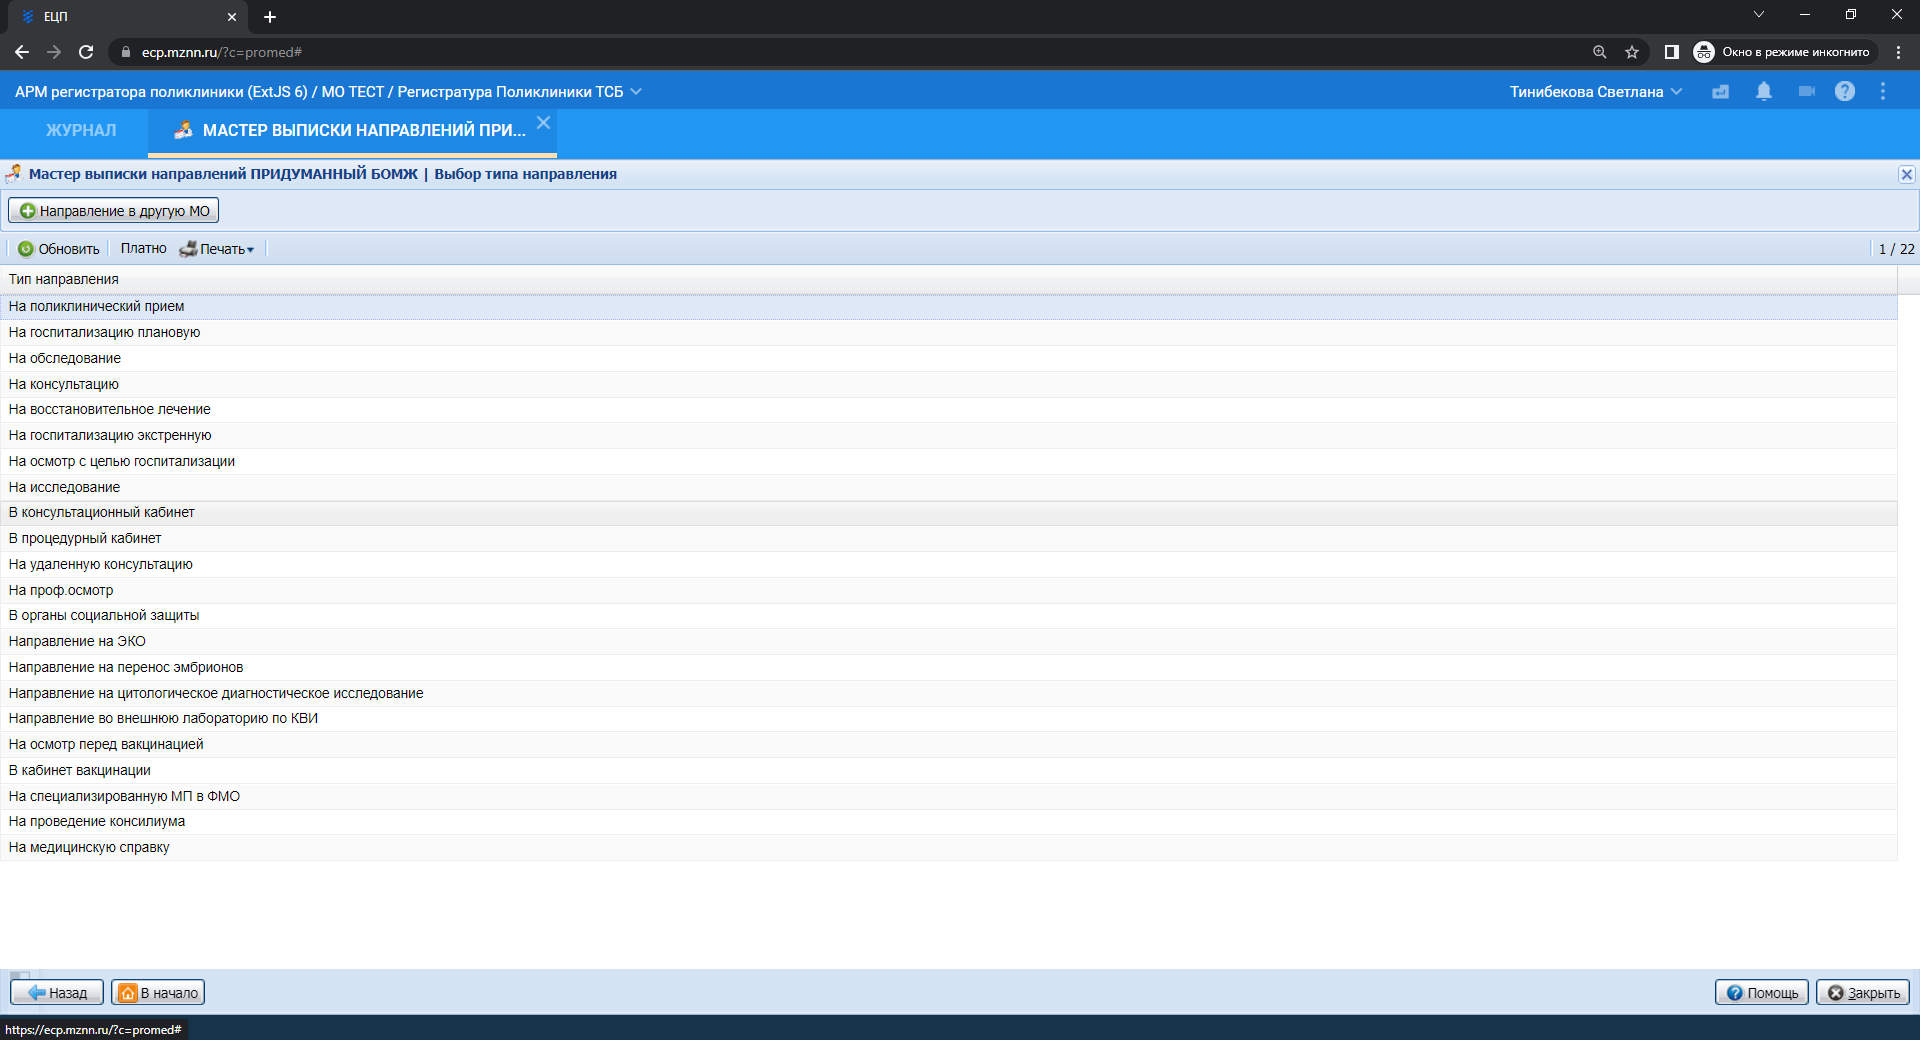 ЕЦП
ecp.mznn.ru/?c=promed#
Окно в режиме инкогнито
АРМ регистратора поликлиники (ExtJS 6) / МО ТЕСТ / Регистратура Поликлиники ТСБ
Тинибекова Светлана
ЖУРНАЛ
МАСТЕР ВЫПИСКИ НАПРАВЛЕНИЙ ПРИ...
Мастер выписки направлений ПРИДУМАННЫЙ БОМЖ | Выбор типа направления
Направление в другую МО
Обновить Платно Печать 1 / 22
Тип направления
На поликлинический прием
На госпитализацию плановую
На обследование
На консультацию
На восстановительное лечение
На госпитализацию экстренную
На осмотр с целью госпитализации
На исследование
В консультационный кабинет
В процедурный кабинет
На удаленную консультацию
На проф.осмотр
В органы социальной защиты
Направление на ЭКО
Направление на перенос эмбрионов
Направление на цитологическое диагностическое исследование
Направление во внешнюю лабораторию по КВИ
На осмотр перед вакцинацией
В кабинет вакцинации
На специализированную МП в ФМО
На проведение консилиума
На медицинскую справку
Назад В начало Помощь Закрыть
https://ecp.mznn.ru/?c=promed#